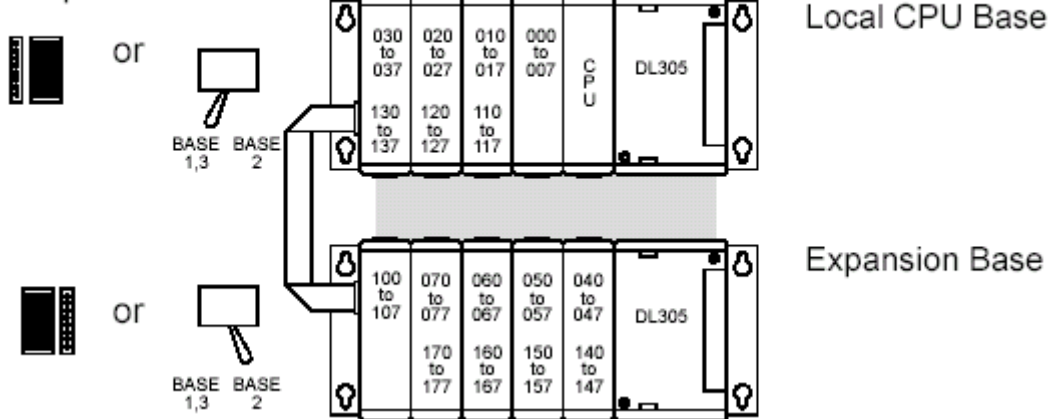 Local CPU Base
or
BASE 1,3 BASE 2
030 to 037
020 to 027
010 to 017
000 to 007
CPU
DL305
130 to 137
120 to 127
110 to 117
Expansion Base
or
BASE 1,3 BASE 2
100 to 107
070 to 077
060 to 067
050 to 057
040 to 047
DL305
170 to 177
160 to 167
150 to 157
140 to 147